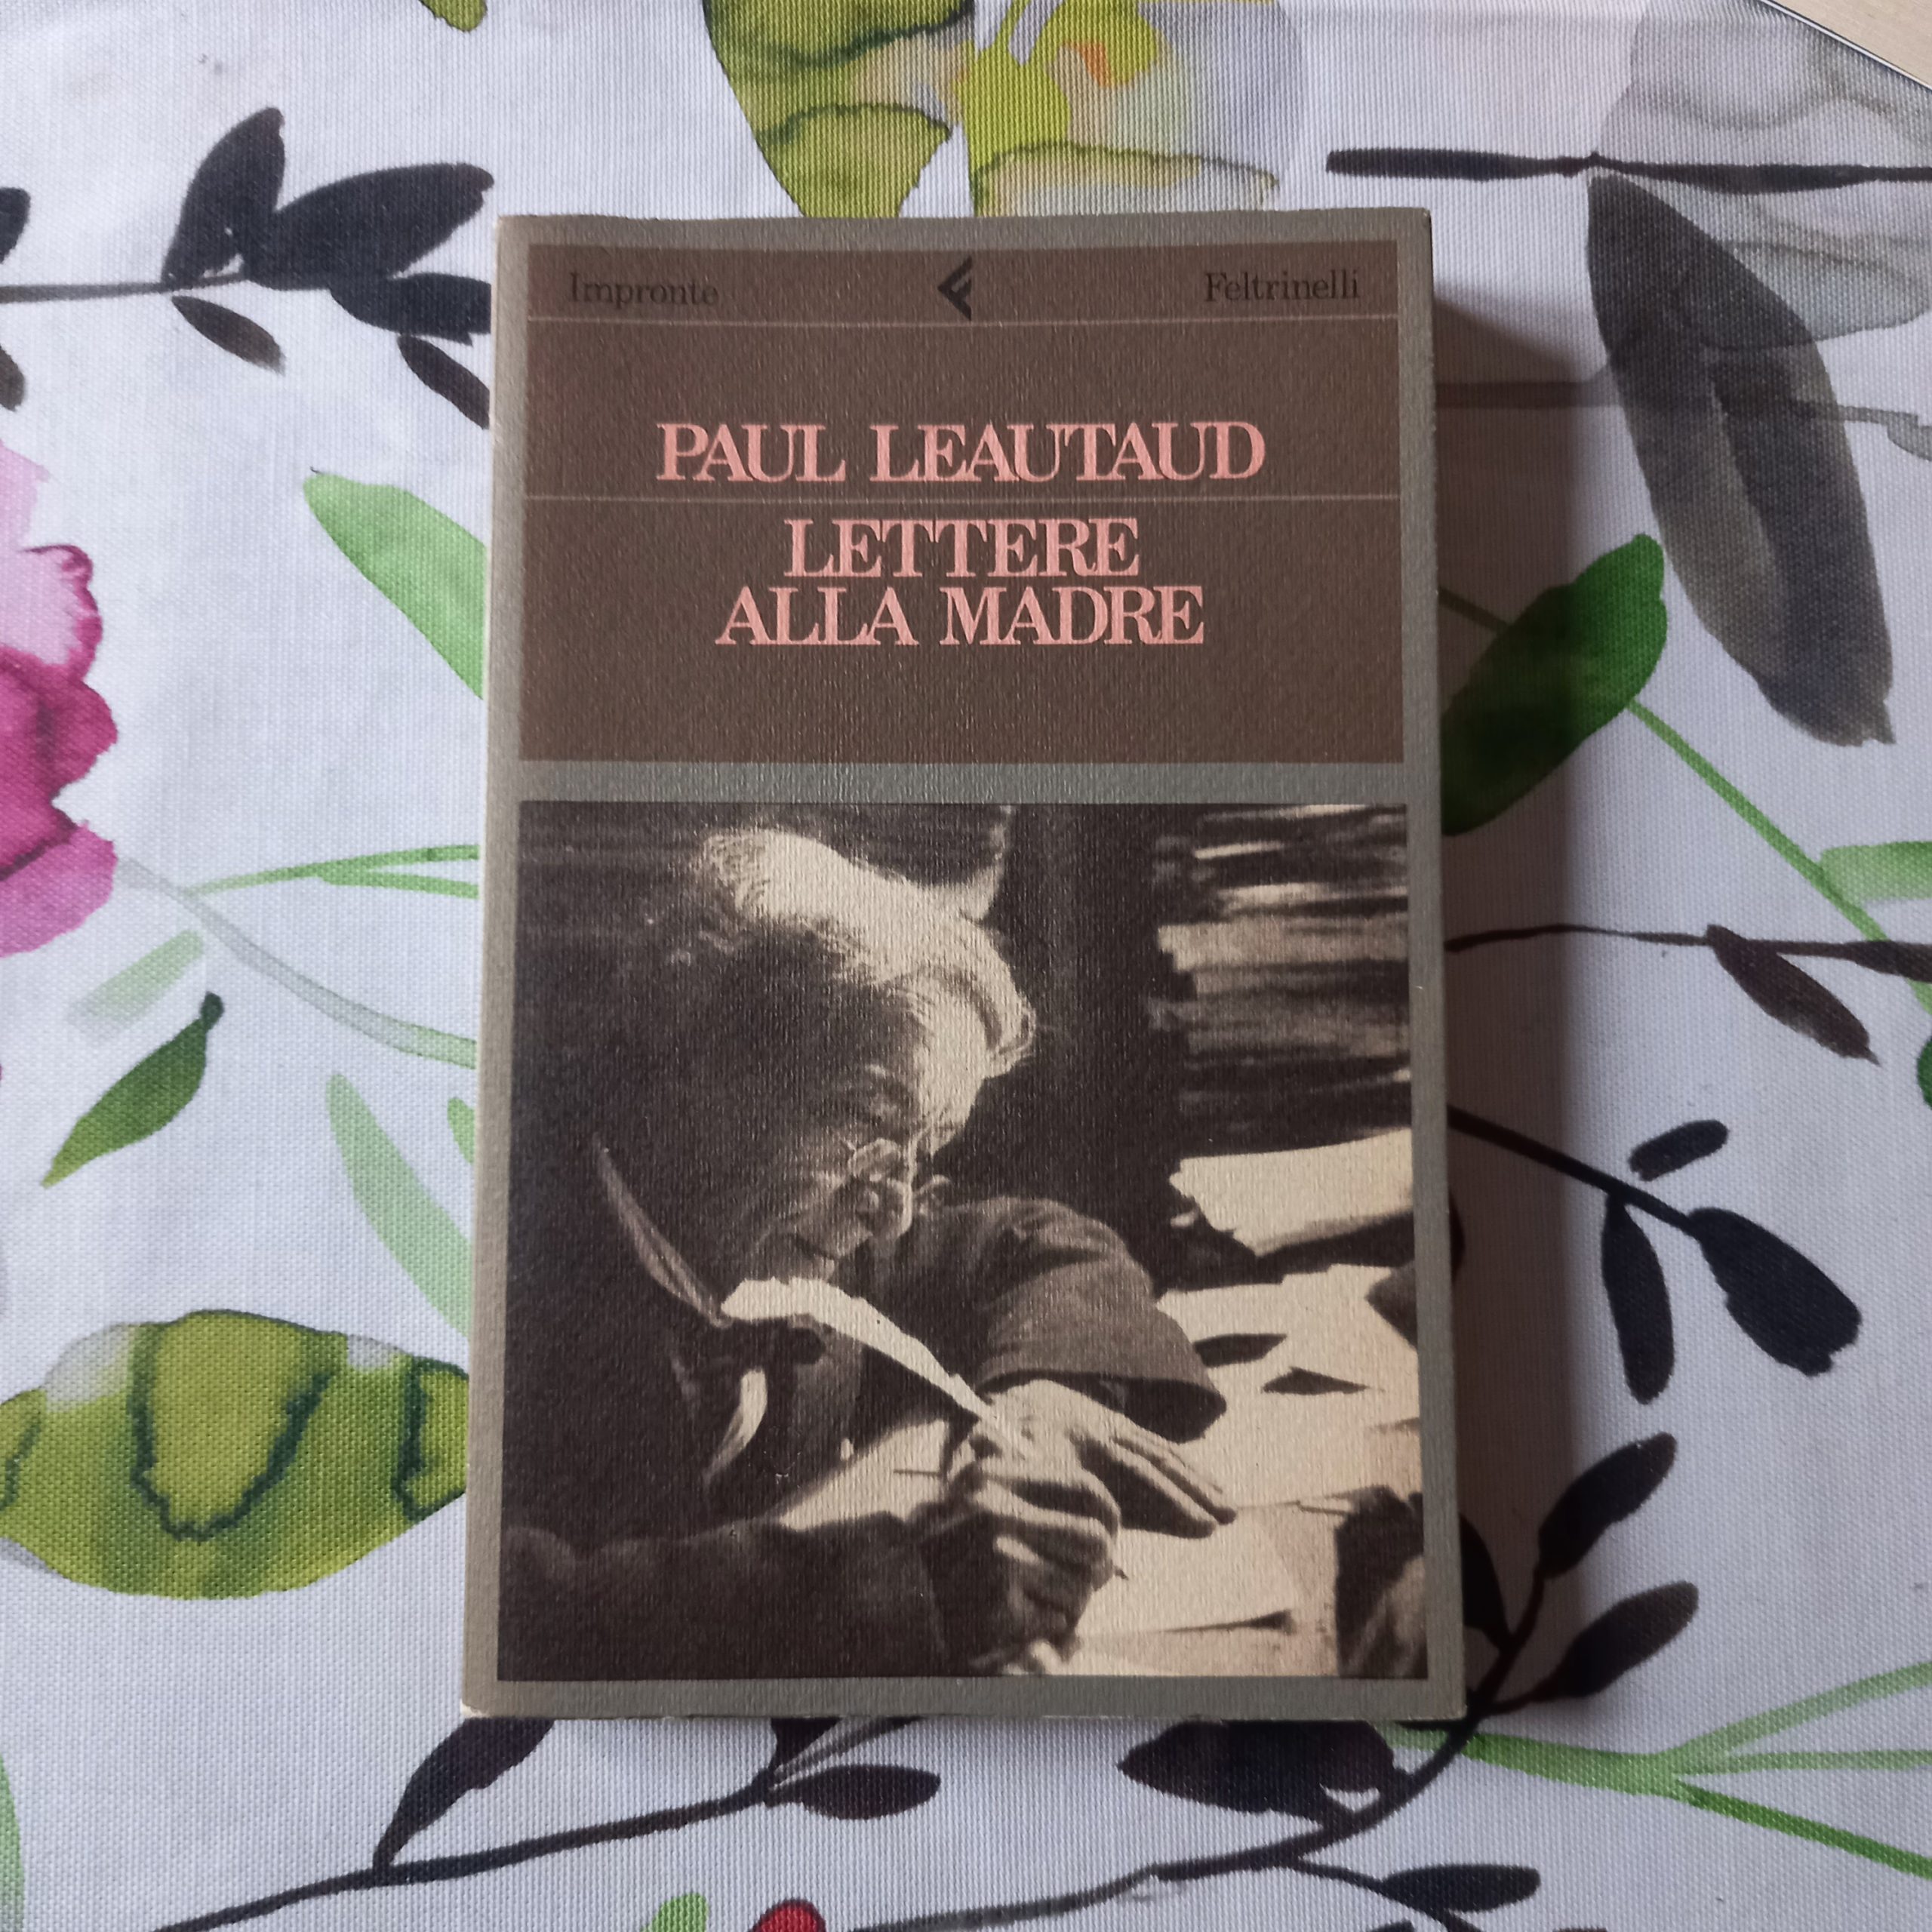 Impronte Feltrinelli
PAUL LEAUTAUD
LETTERE
ALLA MADRE